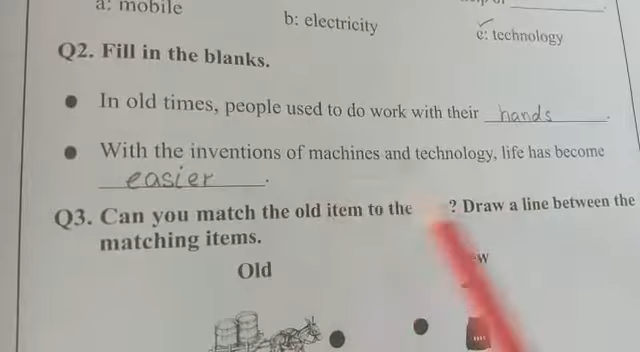 a: mobile
b: electricity
c: technology
Q2. Fill in the blanks.
In old times, people used to do work with their hands.
With the inventions of machines and technology, life has become
easier.
Q3. Can you match the old item to the ? Draw a line between the
matching items.
Old